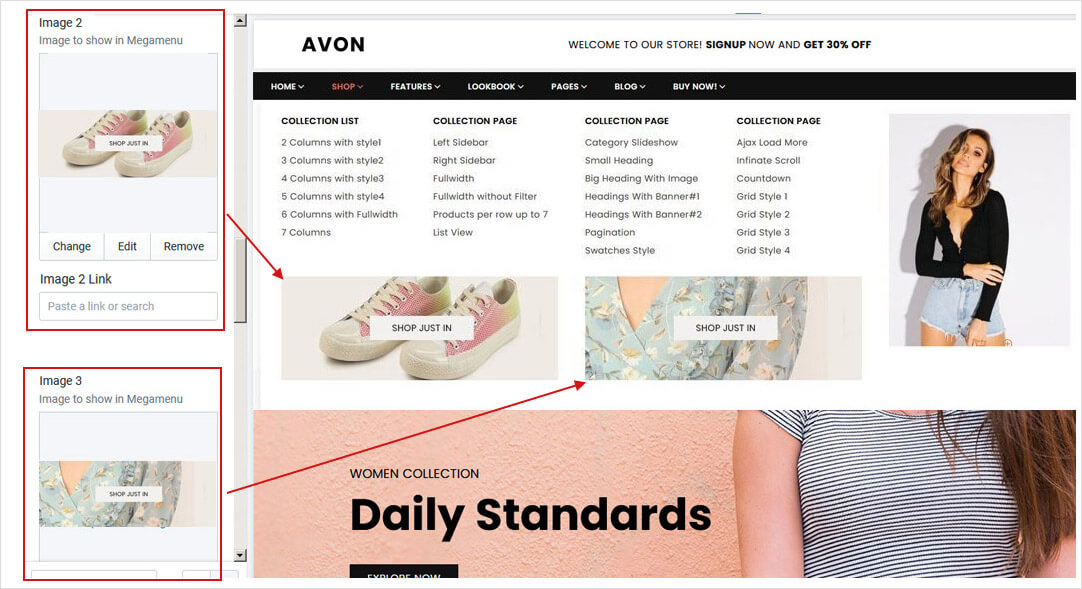 Image 2
Image to show in Megamenu
SHOP JUST IN
Change Edit Remove
Image 2 Link
Paste a link or search
Image 3
Image to show in Megamenu
SHOP JUST IN
AVON
WELCOME TO OUR STORE! SIGNUP NOW AND GET 30% OFF
HOME SHOP FEATURES LOOKBOOK PAGES BLOG BUY NOW!
COLLECTION LIST
2 Columns with style1
3 Columns with style2
4 Columns with style3
5 Columns with style4
6 Columns with Fullwidth
7 Columns
COLLECTION PAGE
Left Sidebar
Right Sidebar
Fullwidth
Fullwidth without Filter
Products per row up to 7
List View
COLLECTION PAGE
Category Slideshow
Small Heading
Big Heading With Image
Headings With Banner#1
Headings With Banner#2
Pagination
Swatches Style
COLLECTION PAGE
Ajax Load More
Infinate Scroll
Countdown
Grid Style 1
Grid Style 2
Grid Style 3
Grid Style 4
SHOP JUST IN
SHOP JUST IN
WOMEN COLLECTION
Daily Standards
EXPLORE NOW